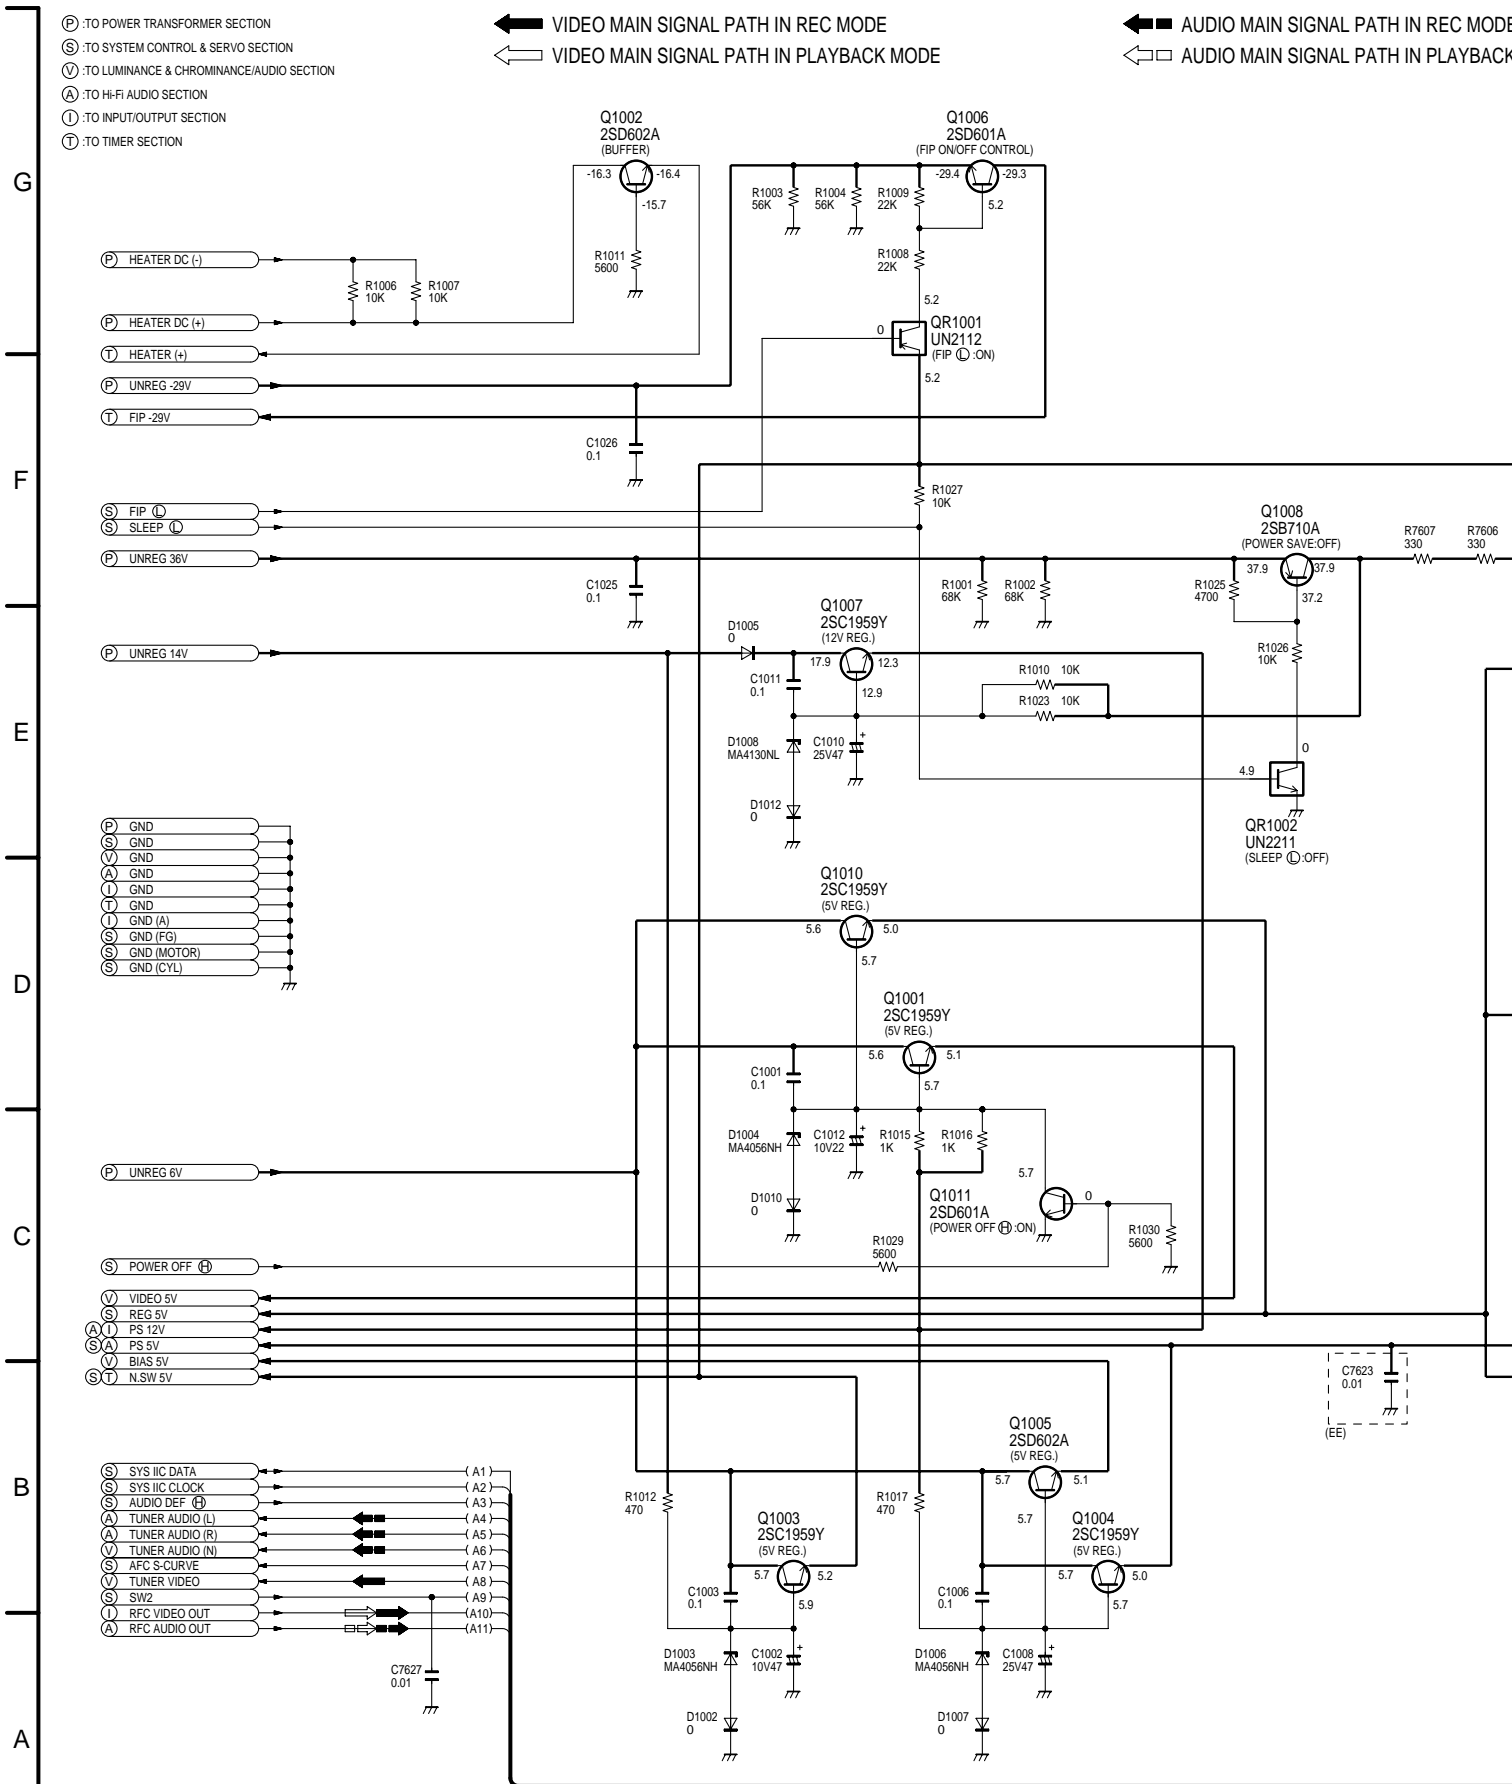 Ⓟ :TO POWER TRANSFORMER SECTION
Ⓢ :TO SYSTEM CONTROL & SERVO SECTION
Ⓥ :TO LUMINANCE & CHROMINANCE/AUDIO SECTION
Ⓐ :TO Hi-Fi AUDIO SECTION
Ⓘ :TO INPUT/OUTPUT SECTION
Ⓣ :TO TIMER SECTION
VIDEO MAIN SIGNAL PATH IN REC MODE
VIDEO MAIN SIGNAL PATH IN PLAYBACK MODE
AUDIO MAIN SIGNAL PATH IN REC MODE
AUDIO MAIN SIGNAL PATH IN PLAYBACK
G
Q1002
2SD602A
(BUFFER)
-16.3
-16.4
-15.7
R1011
5600
Q1006
2SD601A
(FIP ON/OFF CONTROL)
-29.4
-29.3
5.2
R1003
56K
R1004
56K
R1009
22K
R1008
22K
5.2
Ⓟ HEATER DC (-)
R1006
10K
R1007
10K
Ⓟ HEATER DC (+)
0
QR1001
UN2112
(FIP Ⓛ :ON)
5.2
Ⓣ HEATER (+)
Ⓟ UNREG -29V
Ⓣ FIP -29V
C1026
0.1
F
R1027
10K
Ⓢ FIP Ⓛ
Ⓢ SLEEP Ⓛ
Q1008
2SB710A
(POWER SAVE:OFF)
37.9
37.9
37.2
R7607
330
R7606
330
Ⓟ UNREG 36V
C1025
0.1
R1001
68K
R1002
68K
R1025
4700
R1026
10K
Q1007
2SC1959Y
(12V REG.)
17.9
12.3
12.9
D1005
0
Ⓟ UNREG 14V
C1011
0.1
R1010 10K
R1023 10K
E
D1008
MA4130NL
C1010
25V47
+
D1012
0
0
4.9
QR1002
UN2211
(SLEEP Ⓛ:OFF)
Ⓟ GND
Ⓢ GND
Ⓥ GND
Ⓐ GND
Ⓘ GND
Ⓣ GND
Ⓘ GND (A)
Ⓢ GND (FG)
Ⓢ GND (MOTOR)
Ⓢ GND (CYL)
Q1010
2SC1959Y
(5V REG.)
5.6
5.0
5.7
D
Q1001
2SC1959Y
(5V REG.)
5.6
5.1
5.7
C1001
0.1
D1004
MA4056NH
C1012
10V22
+
R1015
1K
R1016
1K
Ⓟ UNREG 6V
D1010
0
5.7
Q1011
2SD601A
(POWER OFF Ⓗ:ON)
0
C
R1029
5600
R1030
5600
Ⓢ POWER OFF Ⓗ
Ⓥ VIDEO 5V
Ⓢ REG 5V
Ⓐ Ⓘ PS 12V
Ⓢ Ⓐ PS 5V
Ⓥ BIAS 5V
Ⓢ Ⓣ N.SW 5V
C7623
0.01
(EE)
Q1005
2SD602A
(5V REG.)
5.7
5.1
5.7
B
Ⓢ SYS IIC DATA (A1)
Ⓢ SYS IIC CLOCK (A2)
Ⓢ AUDIO DEF Ⓗ (A3)
Ⓐ TUNER AUDIO (L) (A4)
Ⓐ TUNER AUDIO (R) (A5)
Ⓥ TUNER AUDIO (N) (A6)
Ⓢ AFC S-CURVE (A7)
Ⓥ TUNER VIDEO (A8)
Ⓢ SW2 (A9)
Ⓘ RFC VIDEO OUT (A10)
Ⓐ RFC AUDIO OUT (A11)
R1012
470
Q1003
2SC1959Y
(5V REG.)
5.7
5.2
5.9
C1003
0.1
R1017
470
Q1004
2SC1959Y
(5V REG.)
5.7
5.0
5.7
C1006
0.1
C7627
0.01
D1003
MA4056NH
C1002
10V47
+
D1006
MA4056NH
C1008
25V47
+
D1002
0
D1007
0
A